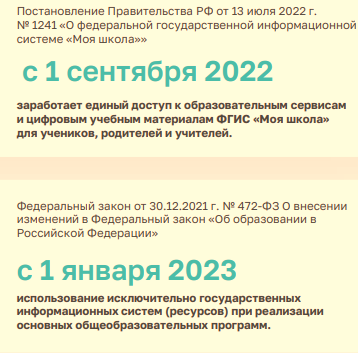 Постановление Правительства РФ от 13 июля 2022 г.
№ 1241 «О федеральной государственной информационной
системе «Моя школа»»
с 1 сентября 2022
заработает единый доступ к образовательным сервисам
и цифровым учебным материалам ФГИС «Моя школа»
для учеников, родителей и учителей.
Федеральный закон от 30.12.2021 г. № 472-ФЗ О внесении
изменений в Федеральный закон «Об образовании в
Российской Федерации»
с 1 января 2023
использование исключительно государственных
информационных систем (ресурсов) при реализации
основных общеобразовательных программ.